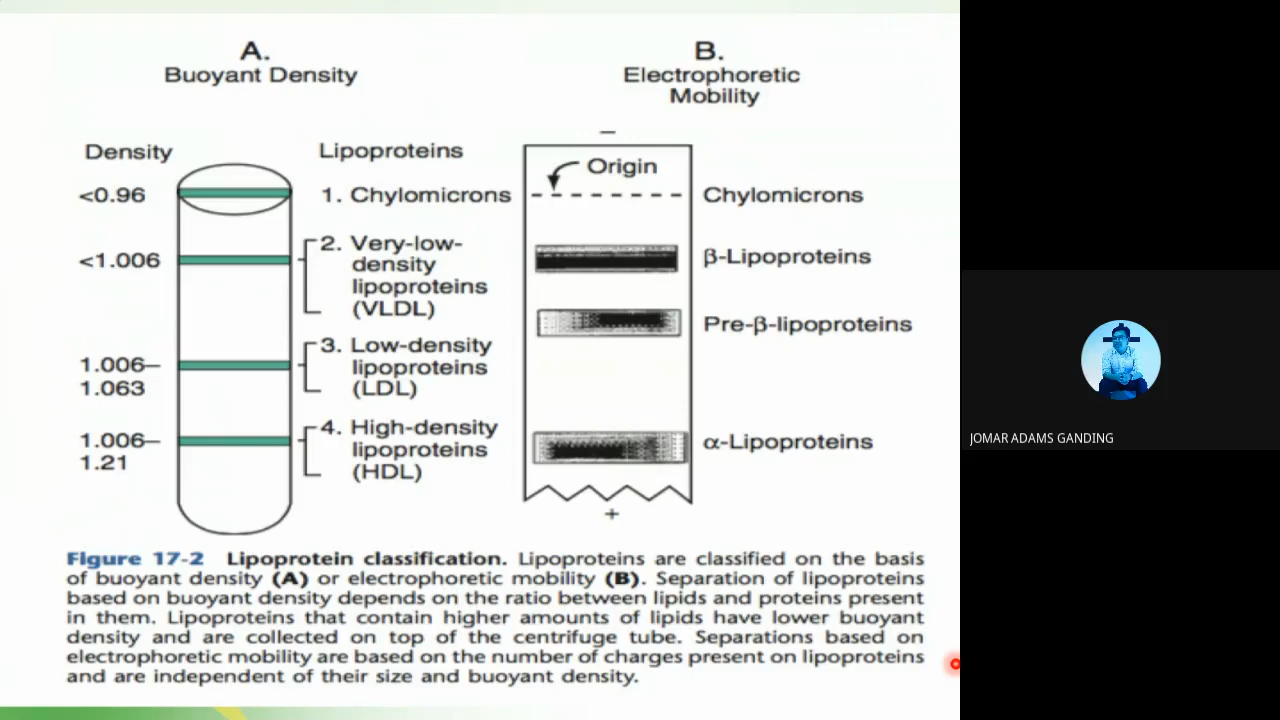 A.
Buoyant Density
Density
Lipoproteins
<0.96
1. Chylomicrons
<1.006
2. Very-low-
density
lipoproteins
(VLDL)
1.006–
1.063
3. Low-density
lipoproteins
(LDL)
1.006–
1.21
4. High-density
lipoproteins
(HDL)
B.
Electrophoretic
Mobility
–
Origin
Chylomicrons
β-Lipoproteins
Pre-β-lipoproteins
α-Lipoproteins
+
Figure 17-2 Lipoprotein classification. Lipoproteins are classified on the basis
of buoyant density (A) or electrophoretic mobility (B). Separation of lipoproteins
based on buoyant density depends on the ratio between lipids and proteins present
in them. Lipoproteins that contain higher amounts of lipids have lower buoyant
density and are collected on top of the centrifuge tube. Separations based on
electrophoretic mobility are based on the number of charges present on lipoproteins
and are independent of their size and buoyant density.
JOMAR ADAMS GANDING